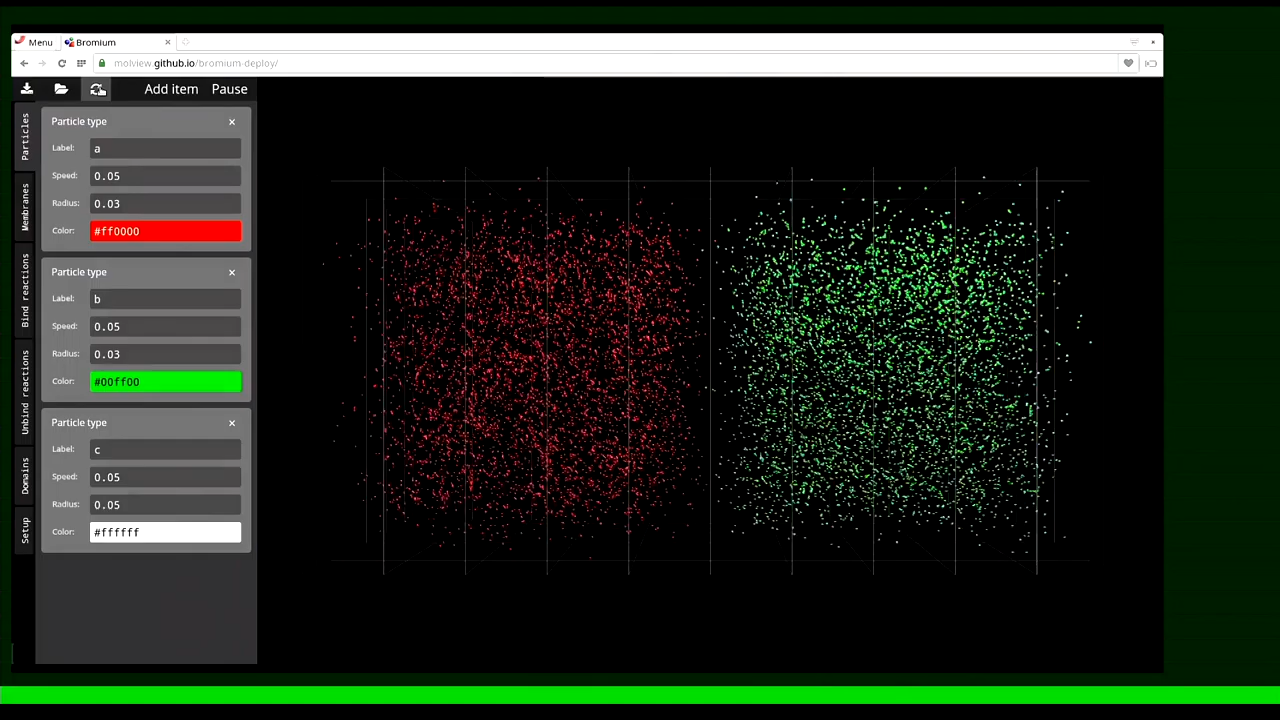 Menu
Bromium
molview.github.io/bromium-deploy/
Add item Pause
Particles
Membranes
Bind reactions
Unbind reactions
Domains
Setup
Particle type
Label: a
Speed: 0.05
Radius: 0.03
Color: #ff0000
Particle type
Label: b
Speed: 0.05
Radius: 0.03
Color: #00ff00
Particle type
Label: c
Speed: 0.05
Radius: 0.05
Color: #ffffff